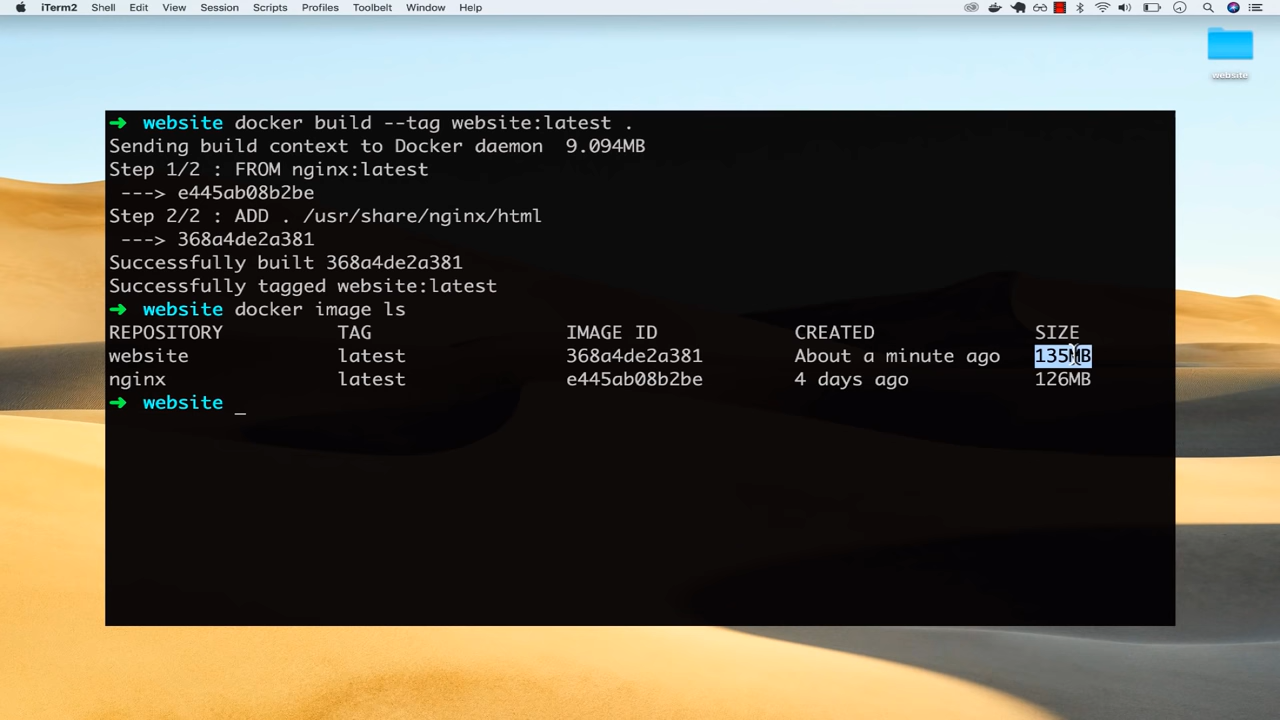 iTerm2 Shell Edit View Session Scripts Profiles Toolbelt Window Help
website
➜ website docker build --tag website:latest .
Sending build context to Docker daemon 9.094MB
Step 1/2 : FROM nginx:latest
---> e445ab08b2be
Step 2/2 : ADD . /usr/share/nginx/html
---> 368a4de2a381
Successfully built 368a4de2a381
Successfully tagged website:latest
➜ website docker image ls
REPOSITORY TAG IMAGE ID CREATED SIZE
website latest 368a4de2a381 About a minute ago 135MB
nginx latest e445ab08b2be 4 days ago 126MB
➜ website _